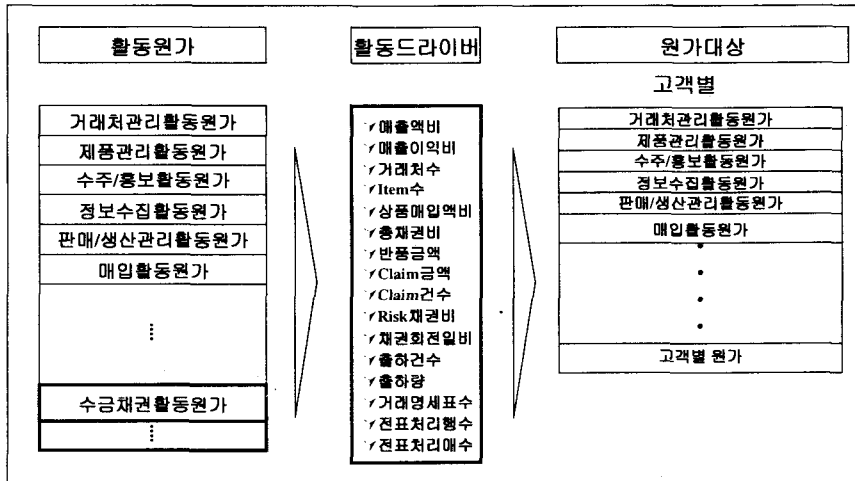 활동원가
거래처관리활동원가
제품관리활동원가
수주/홍보활동원가
정보수집활동원가
판매/생산관리활동원가
매입활동원가
수금채권활동원가
활동드라이버
매출액비
매출이익비
거래처수
Item수
상품매입액비
총채권비
반품금액
Claim금액
Claim건수
Risk채권비
채권회전일비
출하건수
출하량
거래명세표수
전표처리행수
전표처리매수
원가대상
고객별
거래처관리활동원가
제품관리활동원가
수주/홍보활동원가
정보수집활동원가
판매/생산관리활동원가
매입활동원가
고객별 원가